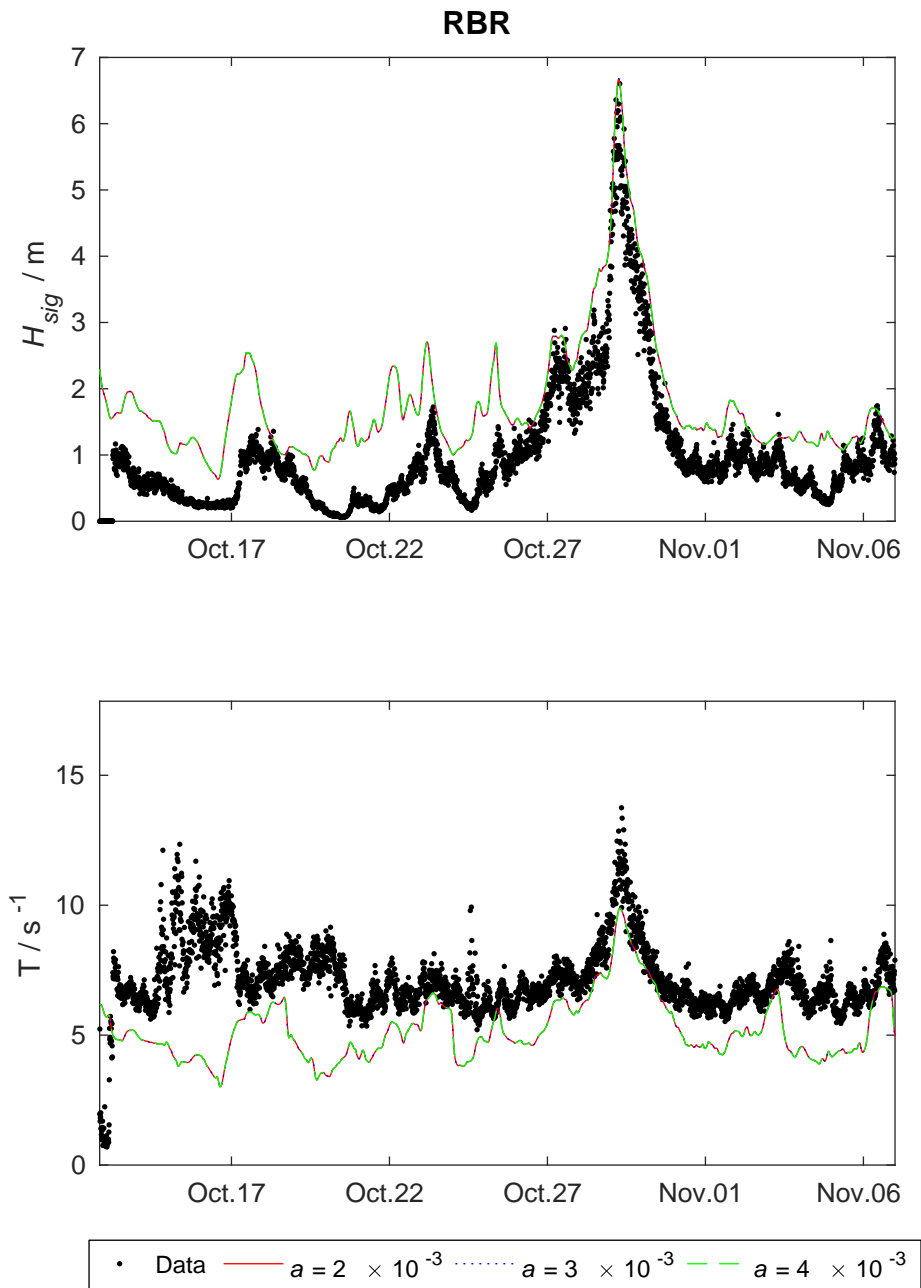 RBR
7
6
5
4
3
2
1
0
H_sig / m
Oct.17 Oct.22 Oct.27 Nov.01 Nov.06
15
10
5
0
T / s^-1
Oct.17 Oct.22 Oct.27 Nov.01 Nov.06
Data a = 2 × 10^-3 a = 3 × 10^-3 a = 4 × 10^-3